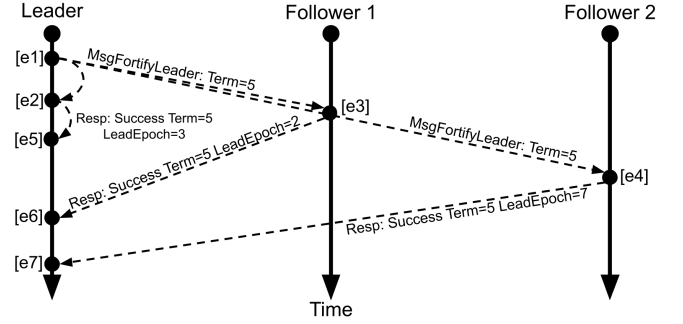 Leader
Follower 1
Follower 2
[e1]
MsgFortifyLeader: Term=5
[e2]
[e3]
Resp: Success Term=5
LeadEpoch=3
[e5]
MsgFortifyLeader: Term=5
[e4]
Resp: Success Term=5 LeadEpoch=2
[e6]
Resp: Success Term=5 LeadEpoch=7
[e7]
Time